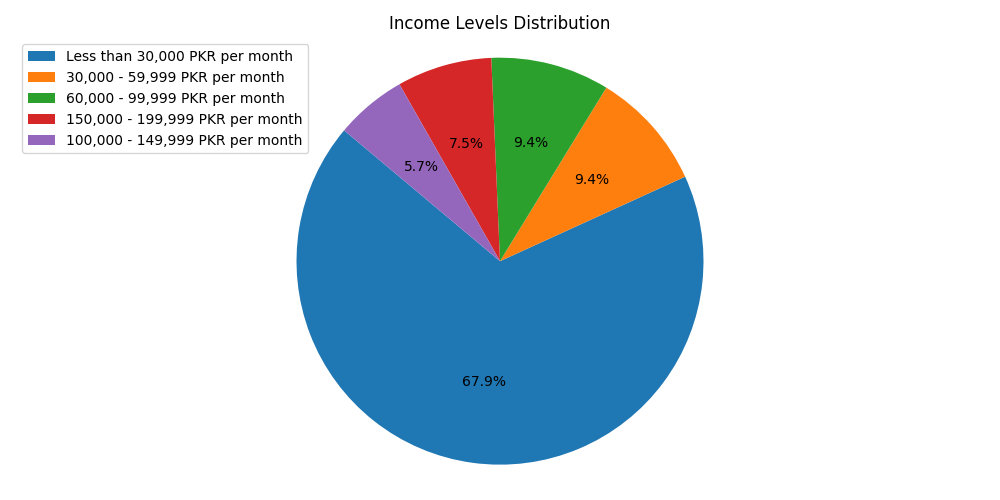 Income Levels Distribution
Less than 30,000 PKR per month
30,000 - 59,999 PKR per month
60,000 - 99,999 PKR per month
150,000 - 199,999 PKR per month
100,000 - 149,999 PKR per month
7.5%
9.4%
5.7%
9.4%
67.9%